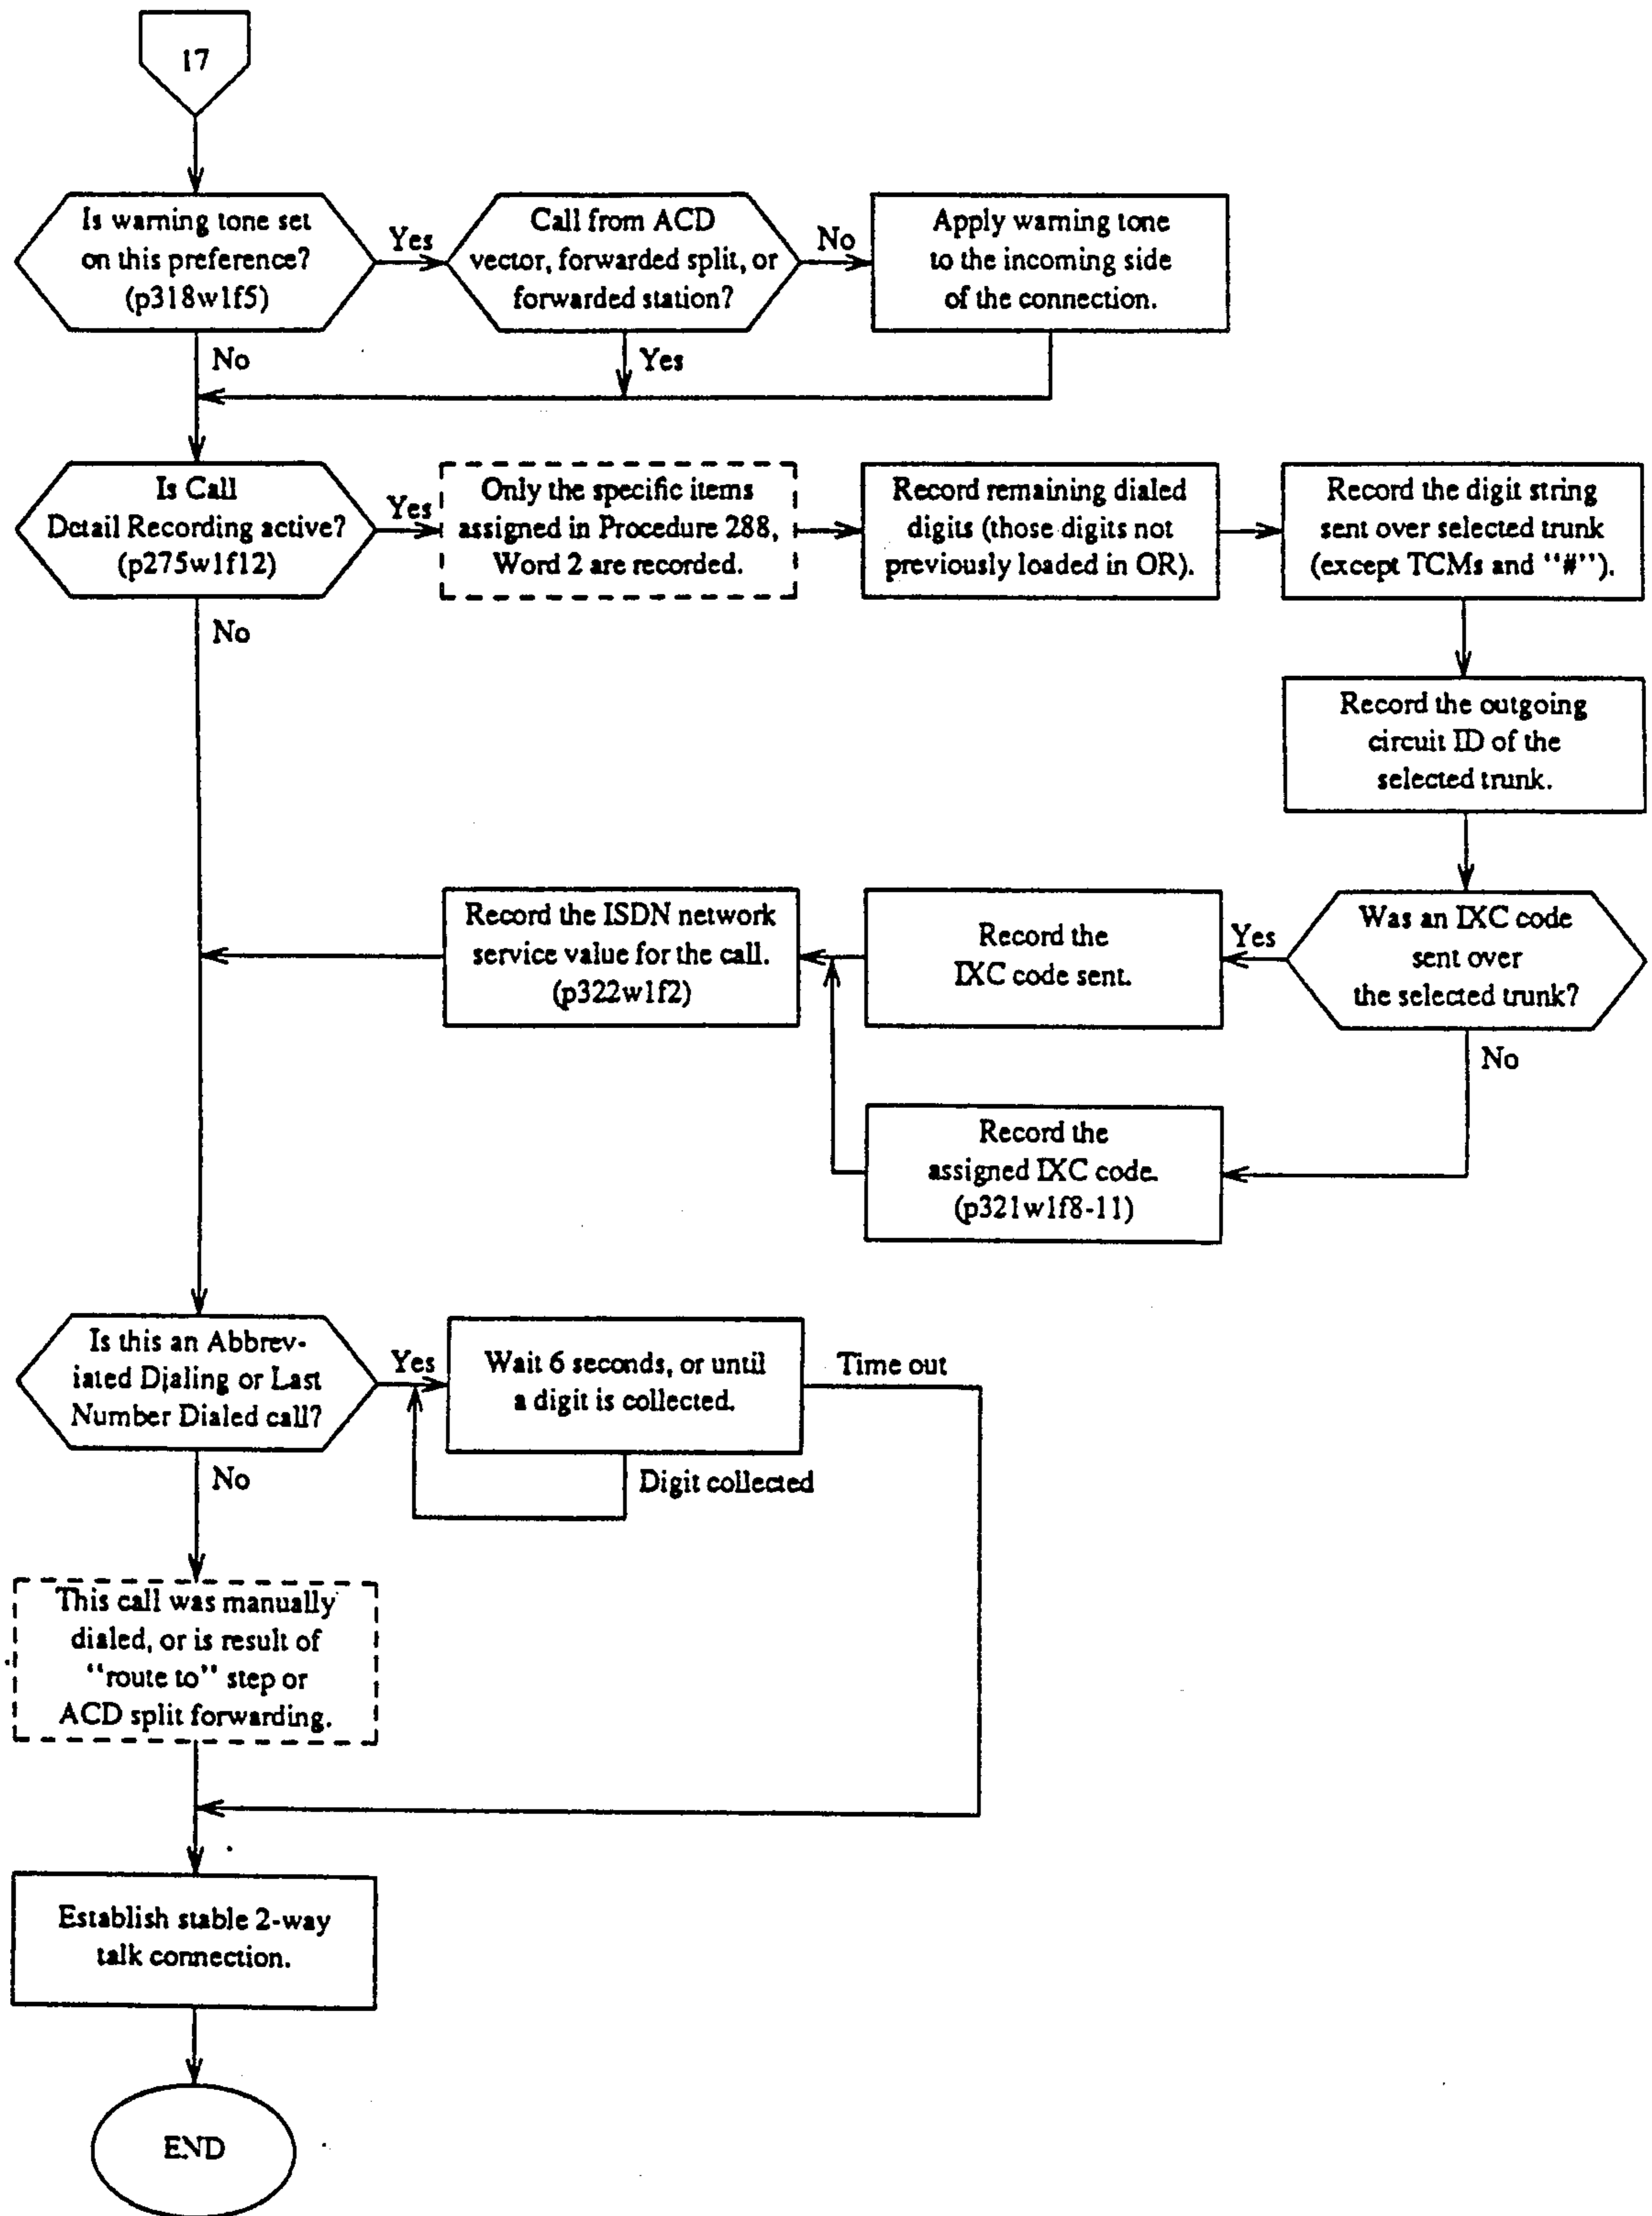 17
Is warning tone set
on this preference?
(p318w1f5)
Yes
Call from ACD
vector, forwarded split, or
forwarded station?
No
Apply warning tone
to the incoming side
of the connection.
No
Yes
Is Call
Detail Recording active?
(p275w1f12)
Yes
Only the specific items
assigned in Procedure 288,
Word 2 are recorded.
Record remaining dialed
digits (those digits not
previously loaded in OR).
Record the digit string
sent over selected trunk
(except TCMs and "#").
No
Record the outgoing
circuit ID of the
selected trunk.
Was an IXC code
sent over
the selected trunk?
Yes
Record the
IXC code sent.
Record the ISDN network
service value for the call.
(p322w1f2)
No
Record the
assigned IXC code.
(p321w1f8-11)
Is this an Abbrev-
iated Dialing or Last
Number Dialed call?
Yes
Wait 6 seconds, or until
a digit is collected.
Time out
No
Digit collected
This call was manually
dialed, or is result of
"route to" step or
ACD split forwarding.
Establish stable 2-way
talk connection.
END